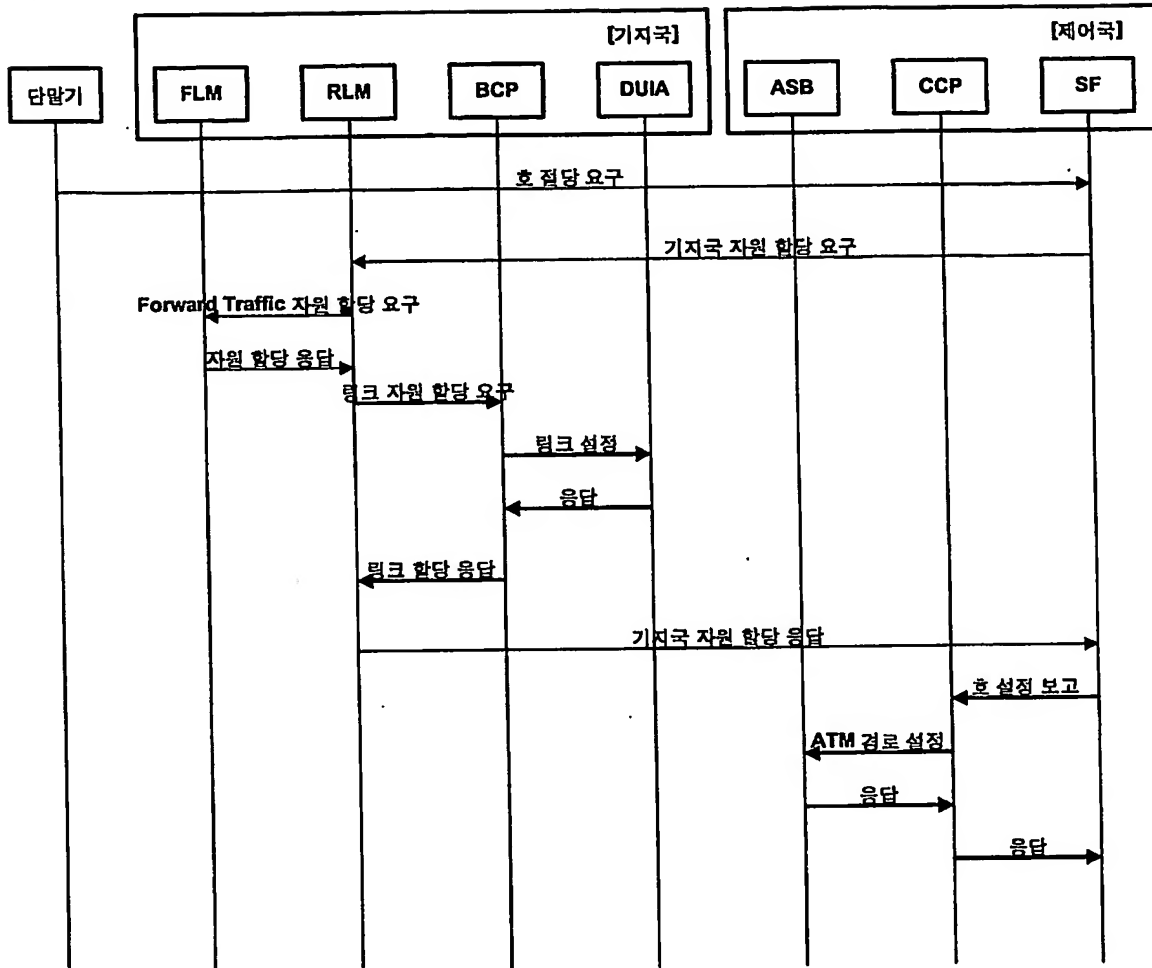 [기지국]
[제어국]
단말기
FLM
RLM
BCP
DUIA
ASB
CCP
SF
호 접당 요구
기지국 자원 할당 요구
Forward Traffic 자원 할당 요구
자원 할당 응답
링크 자원 할당 요구
링크 설정
응답
링크 할당 응답
기지국 자원 할당 응답
호 설정 보고
ATM 경로 설정
응답
응답